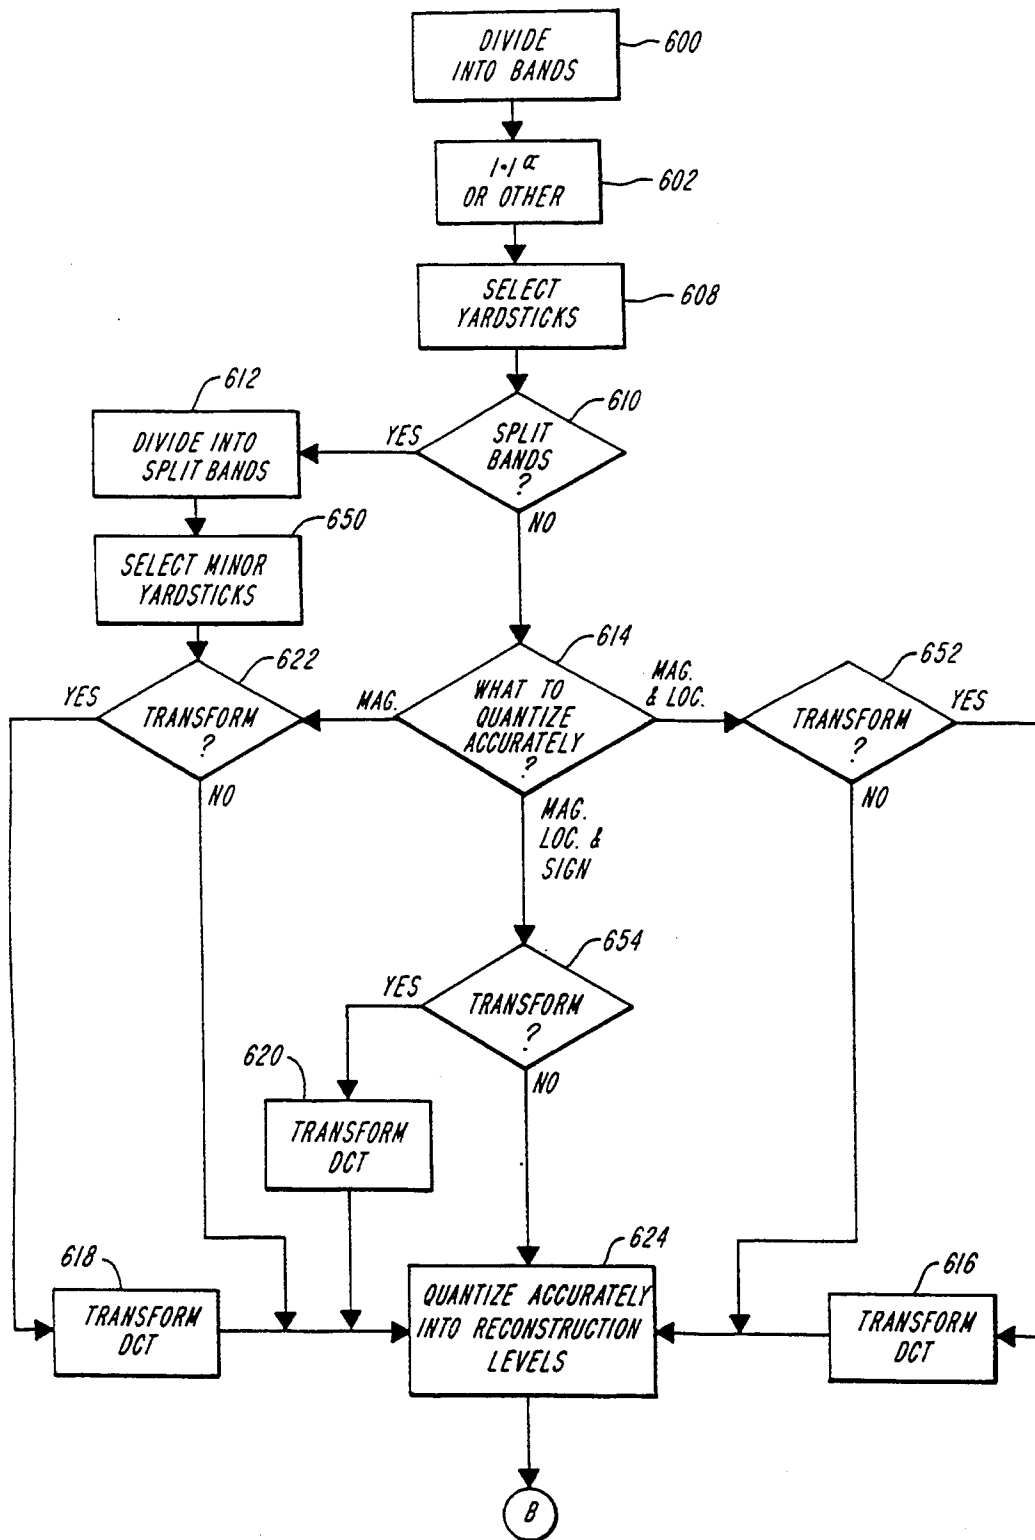 DIVIDE
INTO BANDS
600
|·|α
OR OTHER
602
SELECT
YARDSTICKS
608
612
610
DIVIDE INTO
SPLIT BANDS
YES
SPLIT
BANDS
?
NO
650
SELECT MINOR
YARDSTICKS
622
614
652
YES
TRANSFORM
?
NO
MAG.
WHAT TO
QUANTIZE
ACCURATELY
?
MAG.
& LOC.
TRANSFORM
?
YES
NO
MAG.
LOC. &
SIGN
654
YES
TRANSFORM
?
NO
620
TRANSFORM
DCT
618
TRANSFORM
DCT
624
QUANTIZE ACCURATELY
INTO RECONSTRUCTION
LEVELS
616
TRANSFORM
DCT
B